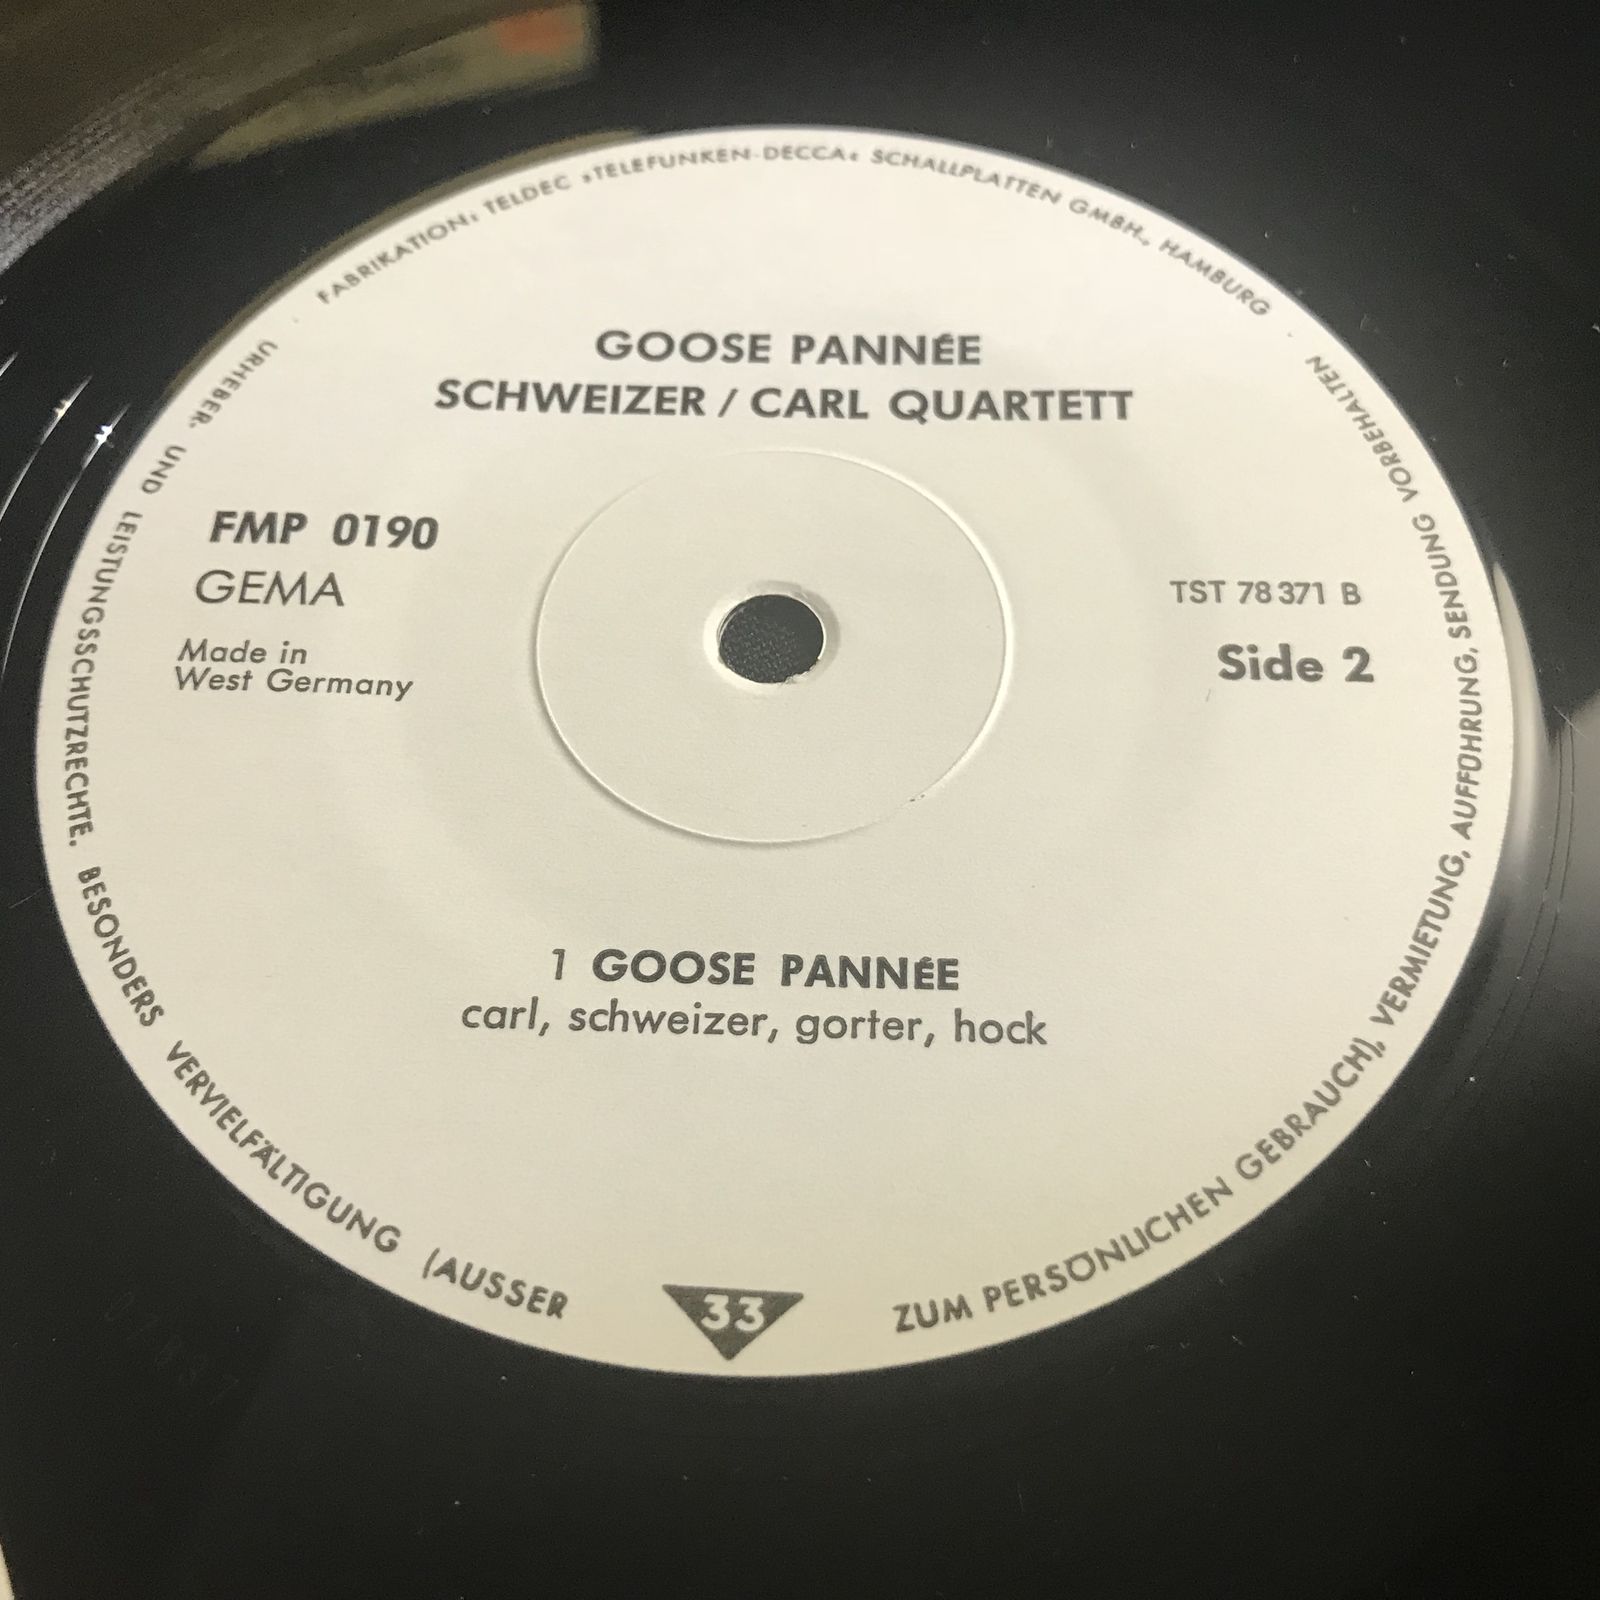 FABRIKATION: TELDEC »TELEFUNKEN-DECCA« SCHALLPLATTEN GMBH., HAMBURG ·
URHEBER- UND LEISTUNGSSCHUTZRECHTE. BESONDERS VERVIELFÄLTIGUNG (AUSSER ZUM PERSÖNLICHEN GEBRAUCH), VERMIETUNG, AUFFÜHRUNG, SENDUNG VORBEHALTEN
GOOSE PANNÉE
SCHWEIZER / CARL QUARTETT
FMP 0190
GEMA
Made in
West Germany
TST 78 371 B
Side 2
1 GOOSE PANNÉE
carl, schweizer, gorter, hock
33